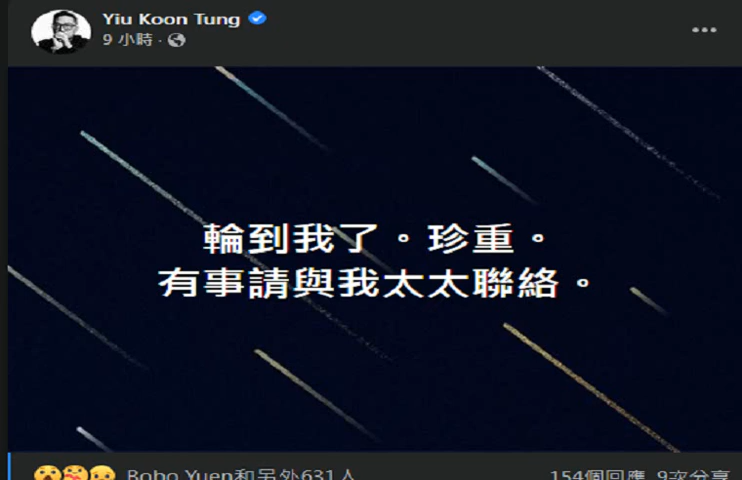 Yiu Koon Tung
9 小時 ·
輪到我了。珍重。
有事請與我太太聯絡。
Bobo Yuen和另外631人
154個回應 9次分享